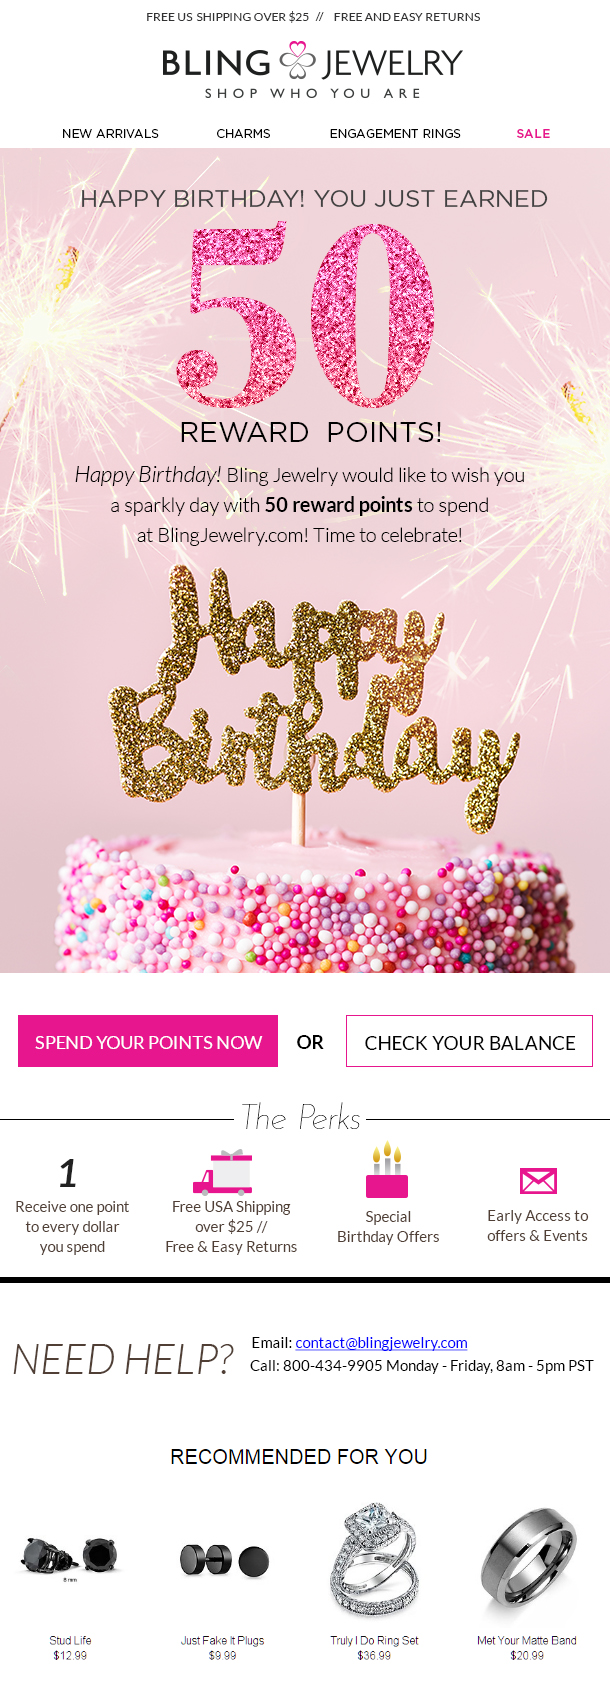 FREE US SHIPPING OVER $25 // FREE AND EASY RETURNS
BLING JEWELRY
SHOP WHO YOU ARE
NEW ARRIVALS CHARMS ENGAGEMENT RINGS SALE
HAPPY BIRTHDAY! YOU JUST EARNED
50
REWARD POINTS!
Happy Birthday! Bling Jewelry would like to wish you
a sparkly day with 50 reward points to spend
at BlingJewelry.com! Time to celebrate!
Happy
Birthday
SPEND YOUR POINTS NOW OR CHECK YOUR BALANCE
The Perks
1
Receive one point
to every dollar
you spend
Free USA Shipping
over $25 //
Free & Easy Returns
Special
Birthday Offers
Early Access to
offers & Events
NEED HELP?
Email: contact@blingjewelry.com
Call: 800-434-9905 Monday - Friday, 8am - 5pm PST
RECOMMENDED FOR YOU
8 mm
Stud Life
$12.99
Just Fake It Plugs
$9.99
Truly I Do Ring Set
$36.99
Met Your Matte Band
$20.99